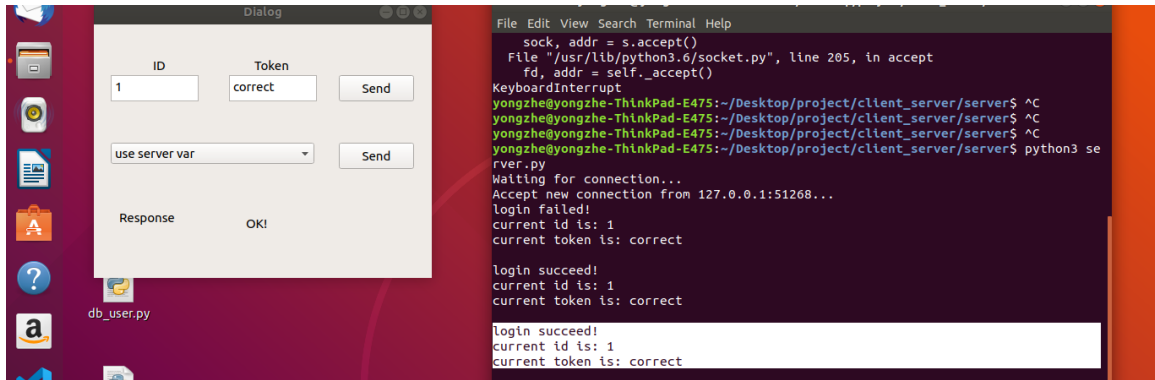 Dialog
ID
Token
1
correct
Send
use server var
Send
Response
OK!
db_user.py
File Edit View Search Terminal Help
sock, addr = s.accept()
File "/usr/lib/python3.6/socket.py", line 205, in accept
fd, addr = self._accept()
KeyboardInterrupt
yongzhe@yongzhe-ThinkPad-E475:~/Desktop/project/client_server/server$ ^C
yongzhe@yongzhe-ThinkPad-E475:~/Desktop/project/client_server/server$ ^C
yongzhe@yongzhe-ThinkPad-E475:~/Desktop/project/client_server/server$ ^C
yongzhe@yongzhe-ThinkPad-E475:~/Desktop/project/client_server/server$ python3 se
rver.py
Waiting for connection...
Accept new connection from 127.0.0.1:51268...
login failed!
current id is: 1
current token is: correct
login succeed!
current id is: 1
current token is: correct
login succeed!
current id is: 1
current token is: correct